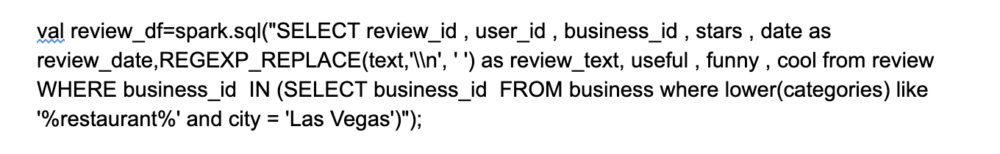 val review_df=spark.sql("SELECT review_id , user_id , business_id , stars , date as
review_date,REGEXP_REPLACE(text,'\\n', ' ') as review_text, useful , funny , cool from review
WHERE business_id  IN (SELECT business_id  FROM business where lower(categories) like
'%restaurant%' and city = 'Las Vegas')");